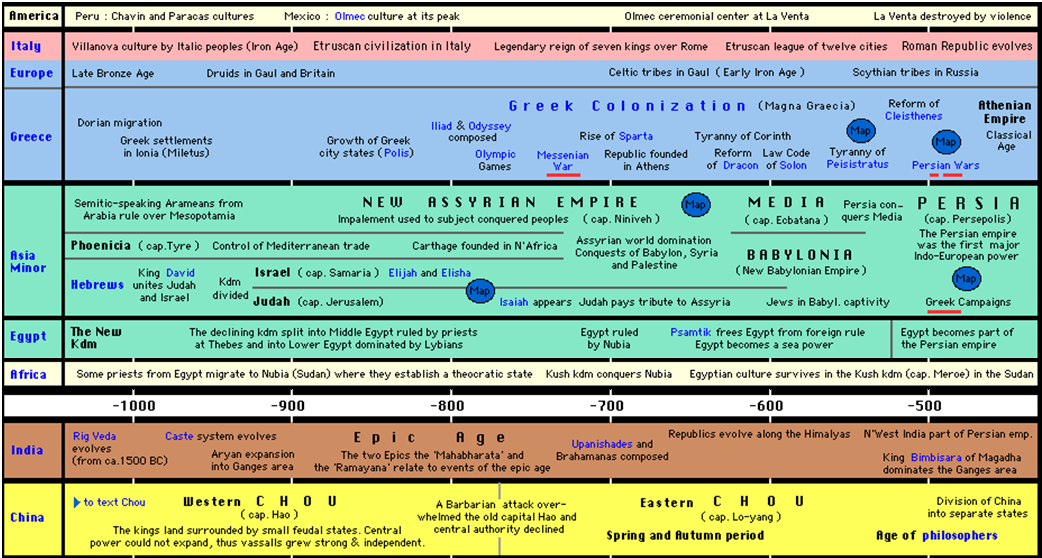 America
Peru : Chavin and Paracas cultures
Mexico : Olmec culture at its peak
Olmec ceremonial center at La Venta
La Venta destroyed by violence
Italy
Villanova culture by Italic peoples (Iron Age)
Etruscan civilization in Italy
Legendary reign of seven kings over Rome
Etruscan league of twelve cities
Roman Republic evolves
Europe
Late Bronze Age
Druids in Gaul and Britain
Celtic tribes in Gaul ( Early Iron Age )
Scythian tribes in Russia
Greece
Greek Colonization (Magna Graecia)
Dorian migration
Greek settlements
in Ionia (Miletus)
Growth of Greek
city states (Polis)
Iliad & Odyssey
composed
Olympic
Games
Messenian
War
Rise of Sparta
Republic founded
in Athens
Tyranny of Corinth
Reform
of Dracon
Law Code
of Solon
Map
Tyranny of
Peisistratus
Reform of
Cleisthenes
Map
Persian Wars
Athenian
Empire
Classical
Age
Asia
Minor
Semitic-speaking Arameans from
Arabia rule over Mesopotamia
NEW ASSYRIAN EMPIRE
Impalement used to subject conquered peoples
(cap. Niniveh)
Map
MEDIA
(cap. Ecbatana)
Persia con-
quers Media
PERSIA
(cap. Persepolis)
The Persian empire
was the first major
Indo-European power
Map
Greek Campaigns
Phoenicia (cap.Tyre)
Control of Mediterranean trade
Carthage founded in N'Africa
Assyrian world domination
Conquests of Babylon, Syria
and Palestine
BABYLONIA
(New Babylonian Empire)
Hebrews
King David
unites Judah
and Israel
Kdm
divided
Israel (cap. Samaria)
Elijah and Elisha
Map
Judah (cap. Jerusalem)
Isaiah appears
Judah pays tribute to Assyria
Jews in Babyl. captivity
Egypt
The New
Kdm
The declining kdm split into Middle Egypt ruled by priests
at Thebes and into Lower Egypt dominated by Lybians
Egypt ruled
by Nubia
Psamtik frees Egypt from foreign rule
Egypt becomes a sea power
Egypt becomes part of
the Persian empire
Africa
Some priests from Egypt migrate to Nubia (Sudan) where they establish a theocratic state
Kush kdm conquers Nubia
Egyptian culture survives in the Kush kdm (cap. Meroe) in the Sudan
-1000 -900 -800 -700 -600 -500
India
Rig Veda
evolves
(from ca.1500 BC)
Caste system evolves
Aryan expansion
into Ganges area
Epic Age
The two Epics the 'Mahabharata' and
the 'Ramayana' relate to events of the epic age
Upanishades and
Brahamanas composed
Republics evolve along the Himalyas
N'West India part of Persian emp.
King Bimbisara of Magadha
dominates the Ganges area
China
to text Chou
Western CHOU
(cap. Hao)
The kings land surrounded by small feudal states. Central
power could not expand, thus vassalls grew strong & independent.
A Barbarian attack over-
whelmed the old capital Hao and
central authority declined
Eastern CHOU
(cap. Lo-yang)
Spring and Autumn period
Division of China
into separate states
Age of philosophers